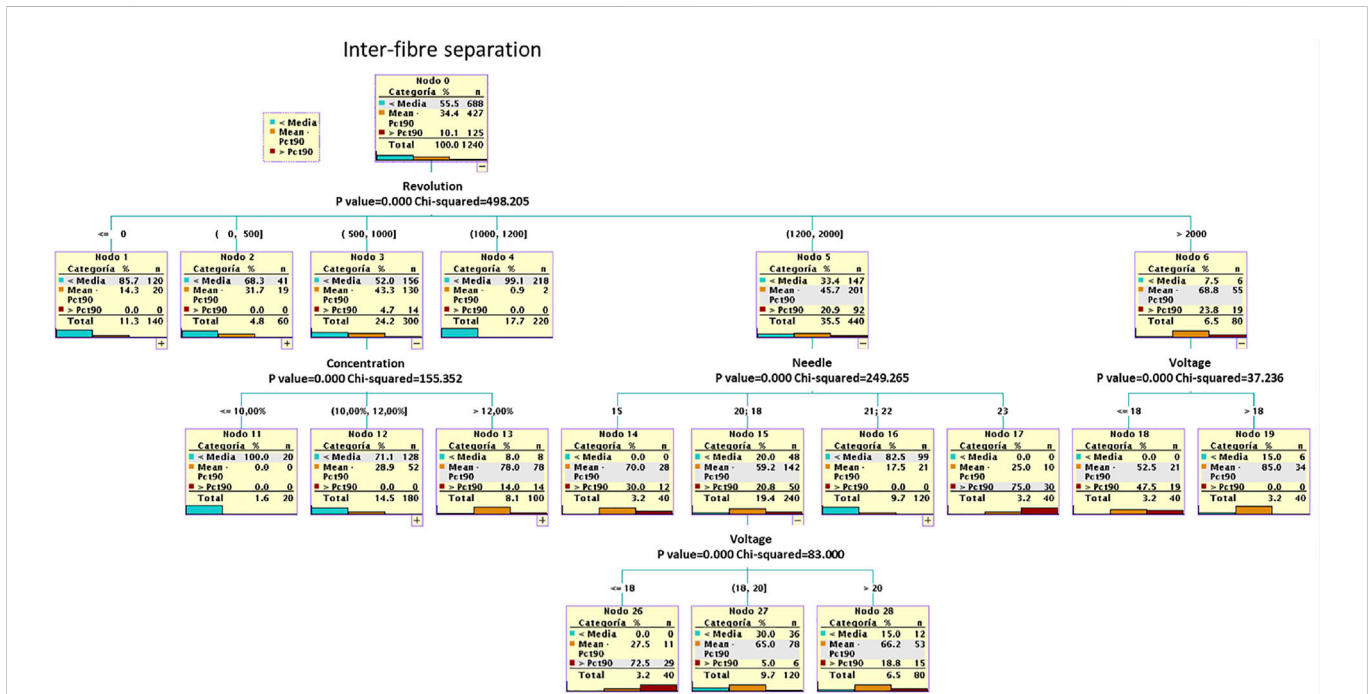 Inter-fibre separation
Nodo 0
Categoría % n
< Media 55.5 688
Mean - 34.4 427
Pct90
> Pct90 10.1 125
Total 100.0 1240
< Media
Mean -
Pct90
> Pct90
Revolution
P value=0.000 Chi-squared=498.205
<= 0
( 0, 500]
( 500, 1000]
(1000, 1200]
(1200, 2000]
> 2000
Nodo 1
Categoría % n
< Media 85.7 120
Mean - 14.3 20
Pct90
> Pct90 0.0 0
Total 11.3 140
Nodo 2
Categoría % n
< Media 68.3 41
Mean - 31.7 19
Pct90
> Pct90 0.0 0
Total 4.8 60
Nodo 3
Categoría % n
< Media 52.0 156
Mean - 43.3 130
Pct90
> Pct90 4.7 14
Total 24.2 300
Nodo 4
Categoría % n
< Media 99.1 218
Mean - 0.9 2
Pct90
> Pct90 0.0 0
Total 17.7 220
Nodo 5
Categoría % n
< Media 33.4 147
Mean - 45.7 201
Pct90
> Pct90 20.9 92
Total 35.5 440
Nodo 6
Categoría % n
< Media 7.5 6
Mean - 68.8 55
Pct90
> Pct90 23.8 19
Total 6.5 80
Concentration
P value=0.000 Chi-squared=155.352
Needle
P value=0.000 Chi-squared=249.265
Voltage
P value=0.000 Chi-squared=37.236
<= 10,00%
(10,00%, 12,00%]
> 12,00%
15
20; 18
21; 22
23
<= 18
> 18
Nodo 11
Categoría % n
< Media 100.0 20
Mean - 0.0 0
Pct90
> Pct90 0.0 0
Total 1.6 20
Nodo 12
Categoría % n
< Media 71.1 128
Mean - 28.9 52
Pct90
> Pct90 0.0 0
Total 14.5 180
Nodo 13
Categoría % n
< Media 8.0 8
Mean - 78.0 78
Pct90
> Pct90 14.0 14
Total 8.1 100
Nodo 14
Categoría % n
< Media 0.0 0
Mean - 70.0 28
Pct90
> Pct90 30.0 12
Total 3.2 40
Nodo 15
Categoría % n
< Media 20.0 48
Mean - 59.2 142
Pct90
> Pct90 20.8 50
Total 19.4 240
Nodo 16
Categoría % n
< Media 82.5 99
Mean - 17.5 21
Pct90
> Pct90 0.0 0
Total 9.7 120
Nodo 17
Categoría % n
< Media 0.0 0
Mean - 25.0 10
Pct90
> Pct90 75.0 30
Total 3.2 40
Nodo 18
Categoría % n
< Media 0.0 0
Mean - 52.5 21
Pct90
> Pct90 47.5 19
Total 3.2 40
Nodo 19
Categoría % n
< Media 15.0 6
Mean - 85.0 34
Pct90
> Pct90 0.0 0
Total 3.2 40
Voltage
P value=0.000 Chi-squared=83.000
<= 18
(18, 20]
> 20
Nodo 26
Categoría % n
< Media 0.0 0
Mean - 27.5 11
Pct90
> Pct90 72.5 29
Total 3.2 40
Nodo 27
Categoría % n
< Media 30.0 36
Mean - 65.0 78
Pct90
> Pct90 5.0 6
Total 9.7 120
Nodo 28
Categoría % n
< Media 15.0 12
Mean - 66.2 53
Pct90
> Pct90 18.8 15
Total 6.5 80